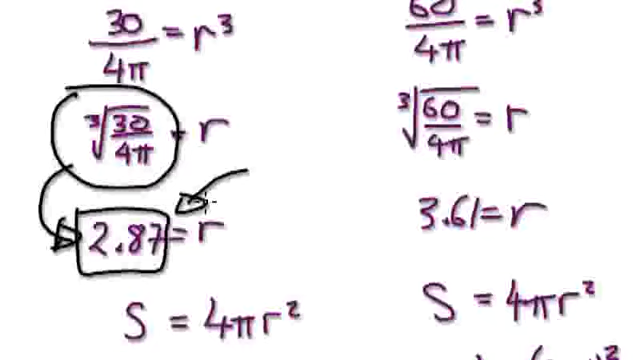 30/4π = r³
∛(30/4π) = r
2.87 = r
S = 4πr²
60/4π = r³
∛(60/4π) = r
3.61 = r
S = 4πr²